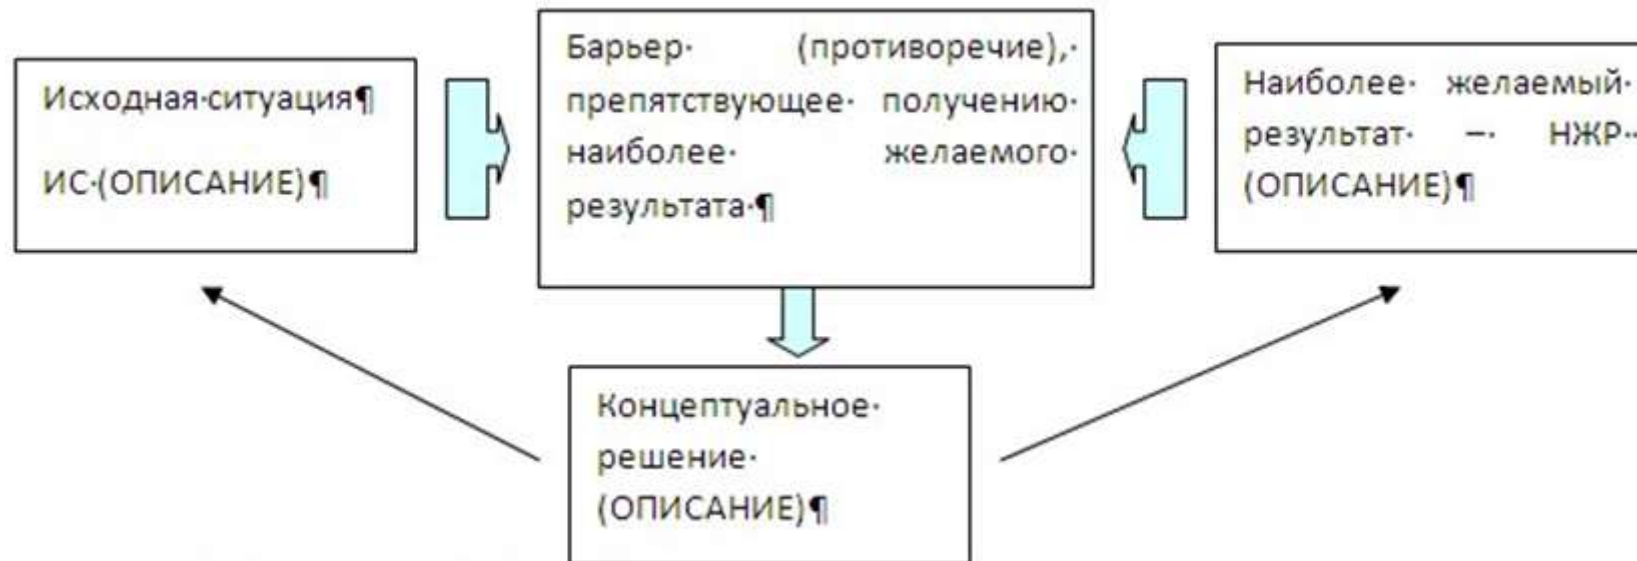 Исходная·ситуация¶
ИС·(ОПИСАНИЕ)¶
Барьер· (противоречие),·
препятствующее· получению·
наиболее· желаемого·
результата·¶
Наиболее· желаемый·
результат· –· НЖР··
(ОПИСАНИЕ)¶
Концептуальное·
решение·
(ОПИСАНИЕ)¶